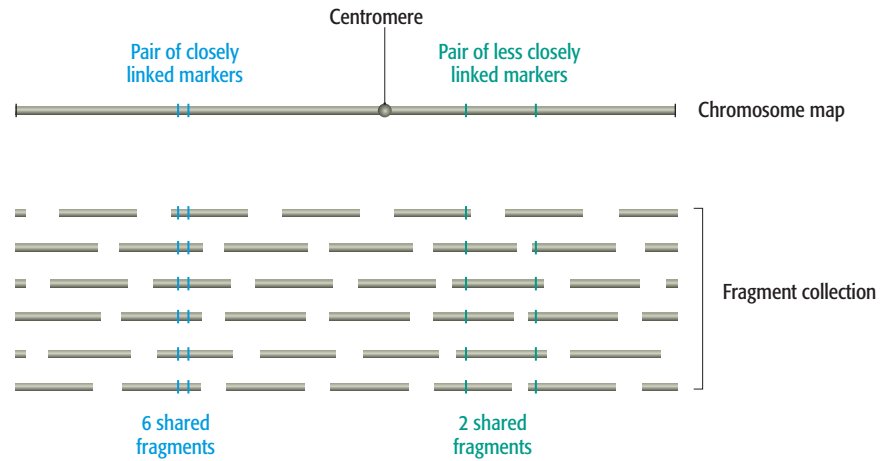 Centromere
Pair of closely
linked markers
Pair of less closely
linked markers
Chromosome map
Fragment collection
6 shared
fragments
2 shared
fragments